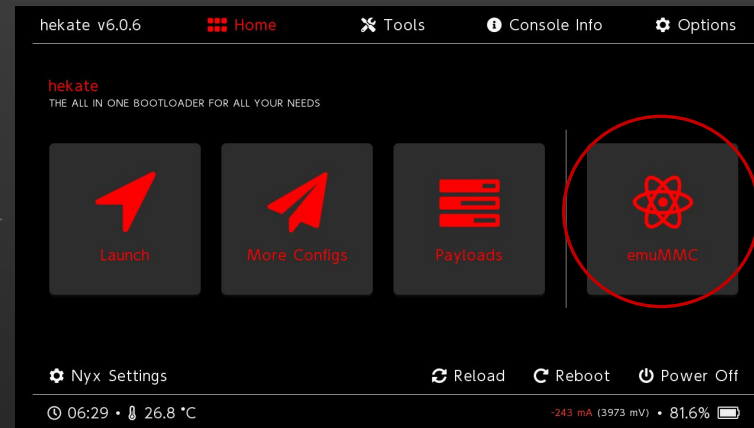 hekate v6.0.6 Home Tools Console Info Options
hekate
THE ALL IN ONE BOOTLOADER FOR ALL YOUR NEEDS
Launch More Configs Payloads emuMMC
Nyx Settings Reload Reboot Power Off
06:29 • 26.8 °C -243 mA (3973 mV) • 81.6%